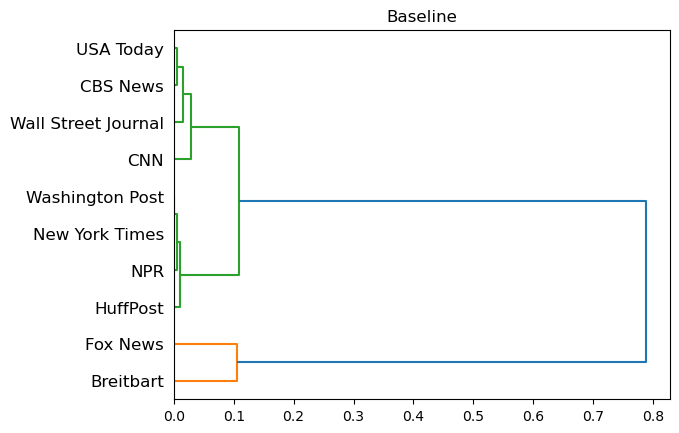 Baseline
USA Today
CBS News
Wall Street Journal
CNN
Washington Post
New York Times
NPR
HuffPost
Fox News
Breitbart
0.0 0.1 0.2 0.3 0.4 0.5 0.6 0.7 0.8